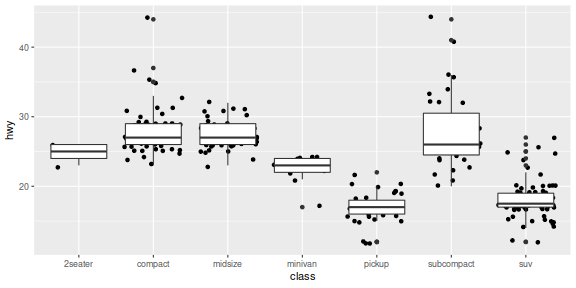 40
30
20
hwy
2seater compact midsize minivan pickup subcompact suv
class